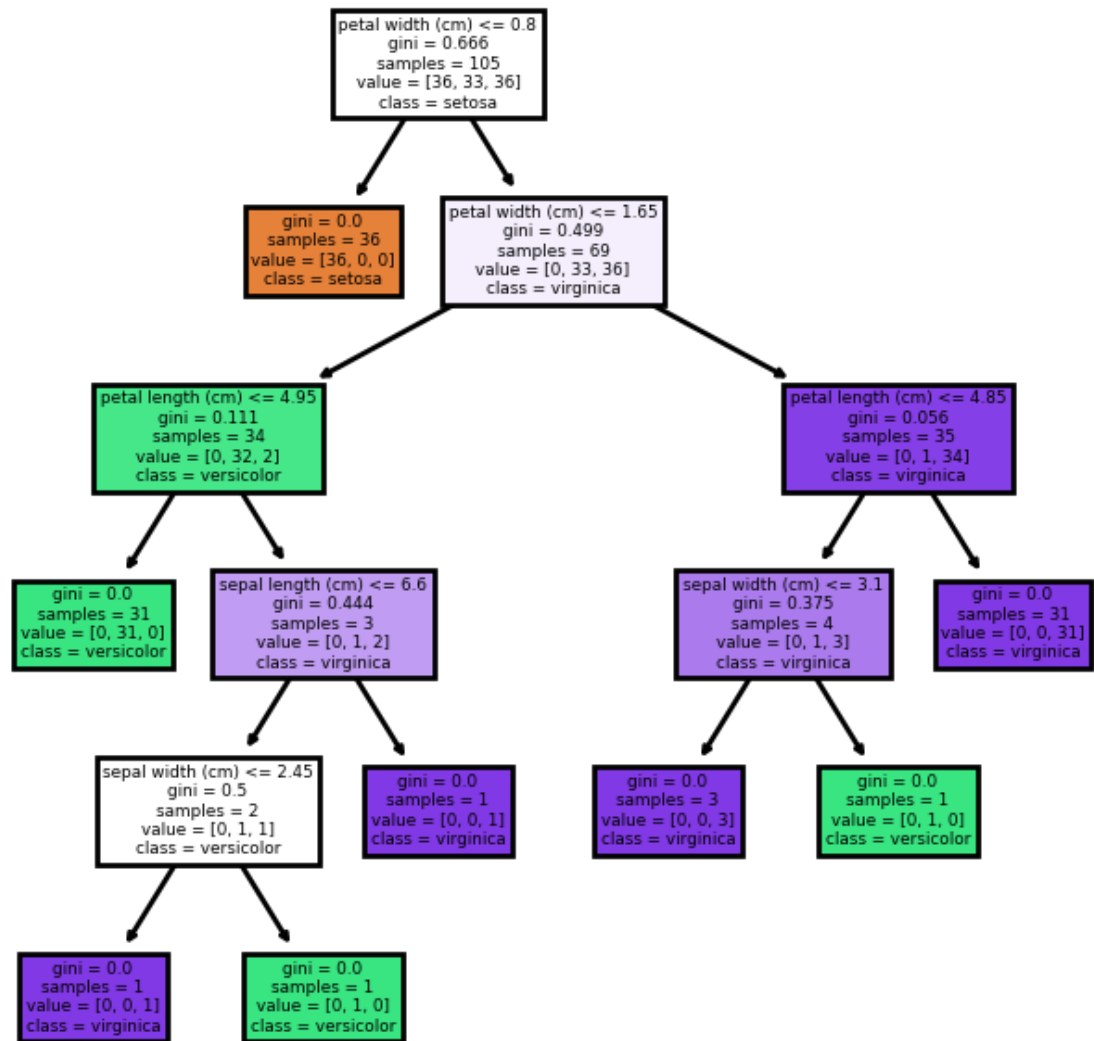 petal width (cm) <= 0.8
gini = 0.666
samples = 105
value = [36, 33, 36]
class = setosa
gini = 0.0
samples = 36
value = [36, 0, 0]
class = setosa
petal width (cm) <= 1.65
gini = 0.499
samples = 69
value = [0, 33, 36]
class = virginica
petal length (cm) <= 4.95
gini = 0.111
samples = 34
value = [0, 32, 2]
class = versicolor
petal length (cm) <= 4.85
gini = 0.056
samples = 35
value = [0, 1, 34]
class = virginica
gini = 0.0
samples = 31
value = [0, 31, 0]
class = versicolor
sepal length (cm) <= 6.6
gini = 0.444
samples = 3
value = [0, 1, 2]
class = virginica
sepal width (cm) <= 3.1
gini = 0.375
samples = 4
value = [0, 1, 3]
class = virginica
gini = 0.0
samples = 31
value = [0, 0, 31]
class = virginica
sepal width (cm) <= 2.45
gini = 0.5
samples = 2
value = [0, 1, 1]
class = versicolor
gini = 0.0
samples = 1
value = [0, 0, 1]
class = virginica
gini = 0.0
samples = 3
value = [0, 0, 3]
class = virginica
gini = 0.0
samples = 1
value = [0, 1, 0]
class = versicolor
gini = 0.0
samples = 1
value = [0, 0, 1]
class = virginica
gini = 0.0
samples = 1
value = [0, 1, 0]
class = versicolor